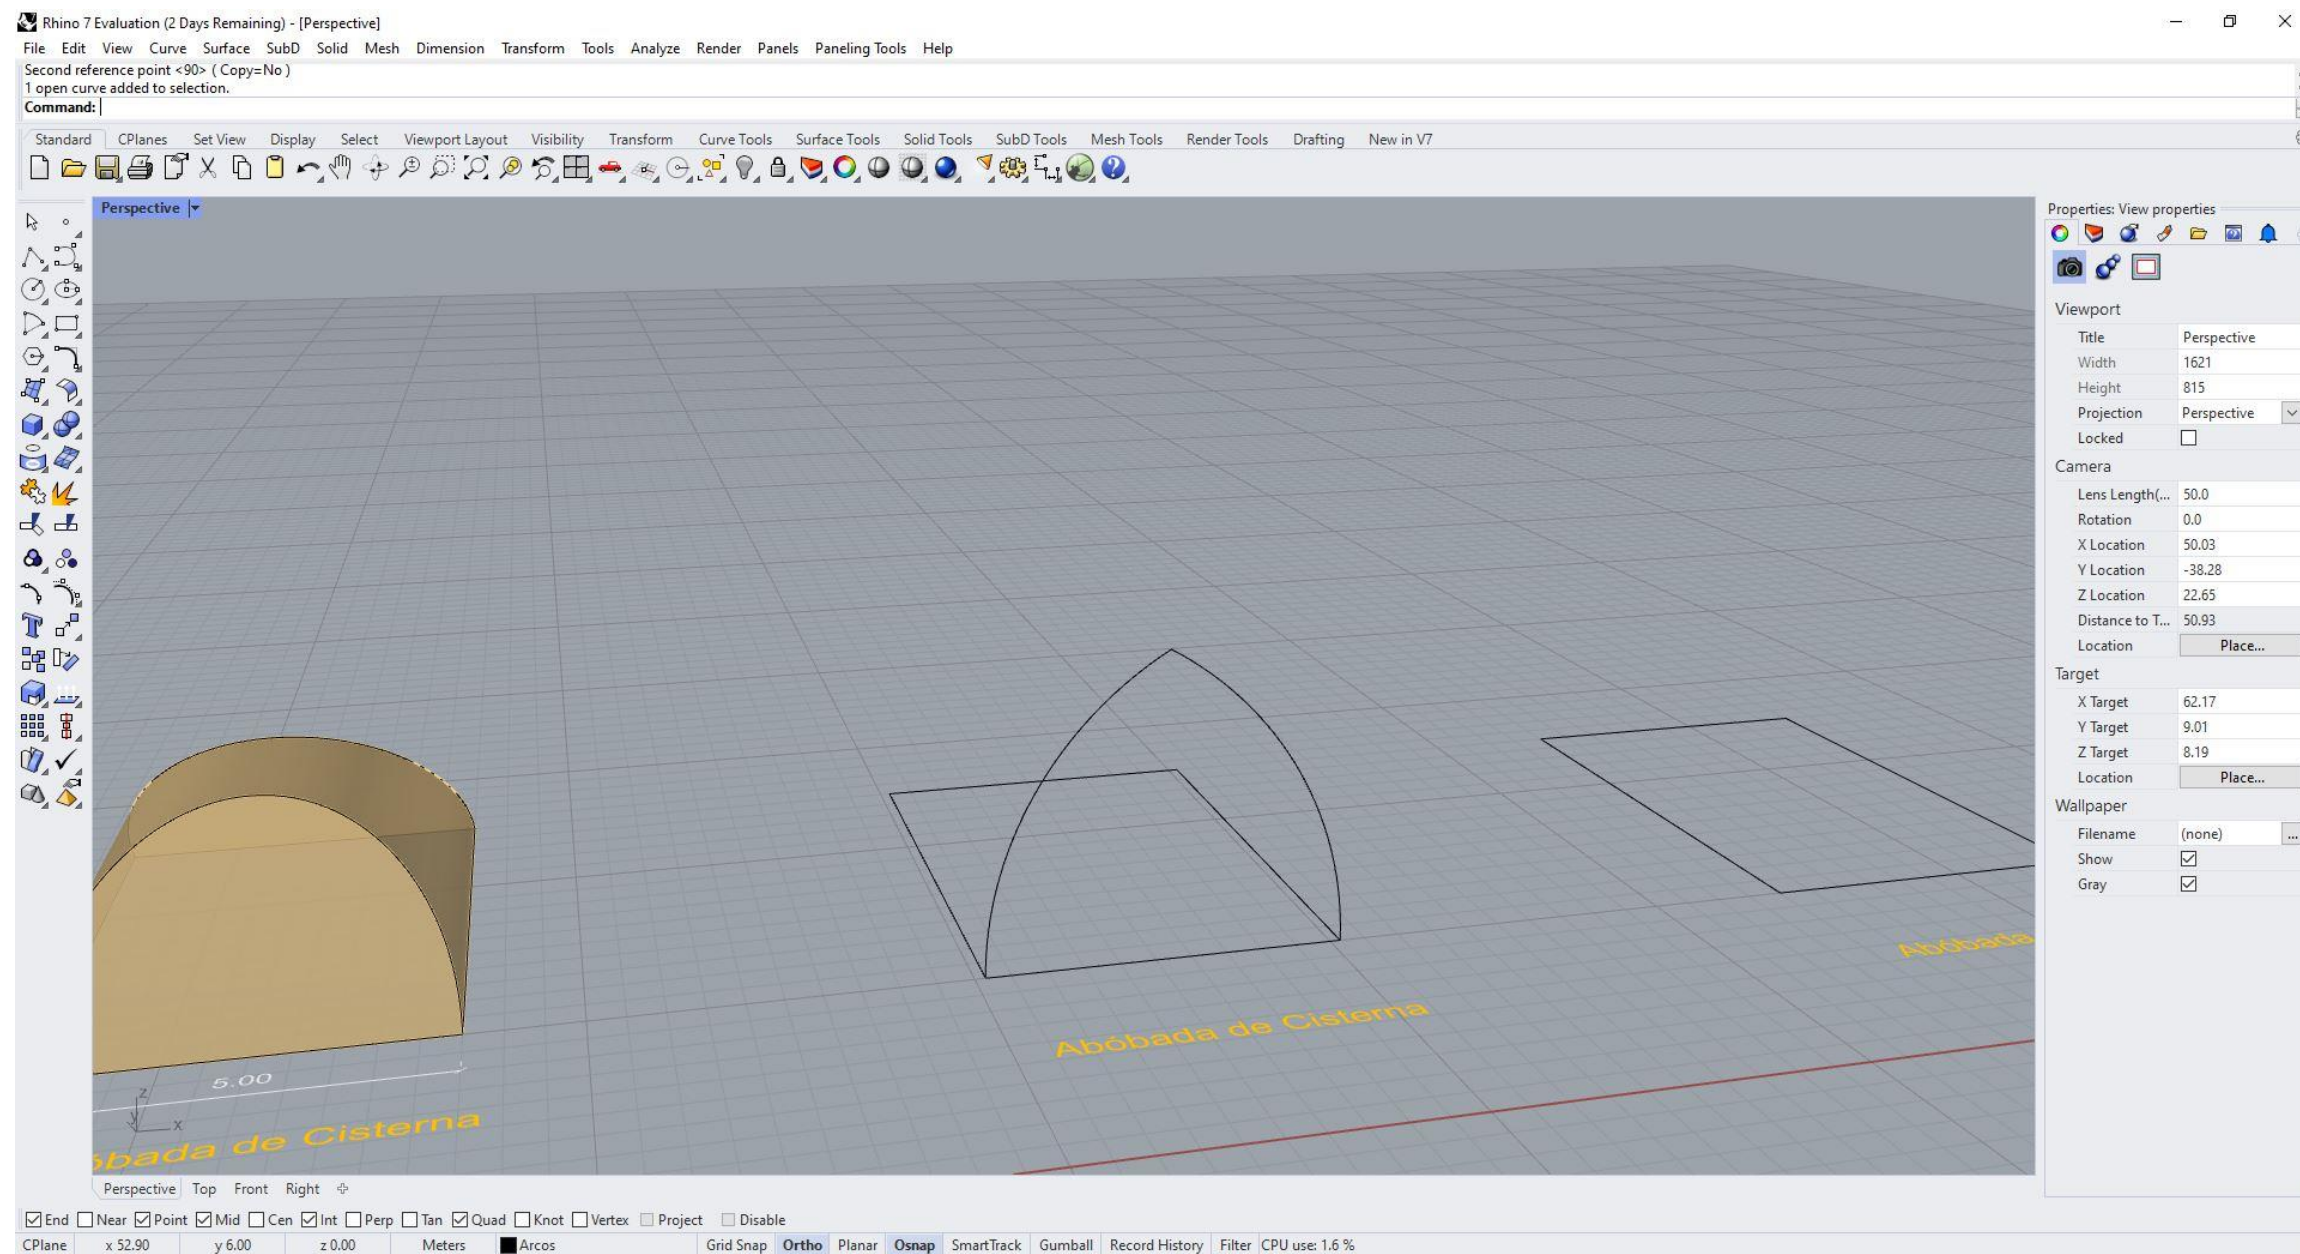 Rhino 7 Evaluation (2 Days Remaining) - [Perspective]
File Edit View Curve Surface SubD Solid Mesh Dimension Transform Tools Analyze Render Panels Paneling Tools Help
Second reference point <90> ( Copy=No )
1 open curve added to selection.
Command:
Standard CPlanes Set View Display Select Viewport Layout Visibility Transform Curve Tools Surface Tools Solid Tools SubD Tools Mesh Tools Render Tools Drafting New in V7
Perspective
Properties: View properties
Viewport
Title Perspective
Width 1621
Height 815
Projection Perspective
Locked
Camera
Lens Length(... 50.0
Rotation 0.0
X Location 50.03
Y Location -38.28
Z Location 22.65
Distance to T... 50.93
Location Place...
Target
X Target 62.17
Y Target 9.01
Z Target 8.19
Location Place...
Wallpaper
Filename (none) ...
Show
Gray
Abóbada
Abóbada de Cisterna
5.00
z
y
x
óbada de Cisterna
Perspective Top Front Right
End Near Point Mid Cen Int Perp Tan Quad Knot Vertex Project Disable
CPlane x 52.90 y 6.00 z 0.00 Meters Arcos Grid Snap Ortho Planar Osnap SmartTrack Gumball Record History Filter CPU use: 1.6 %